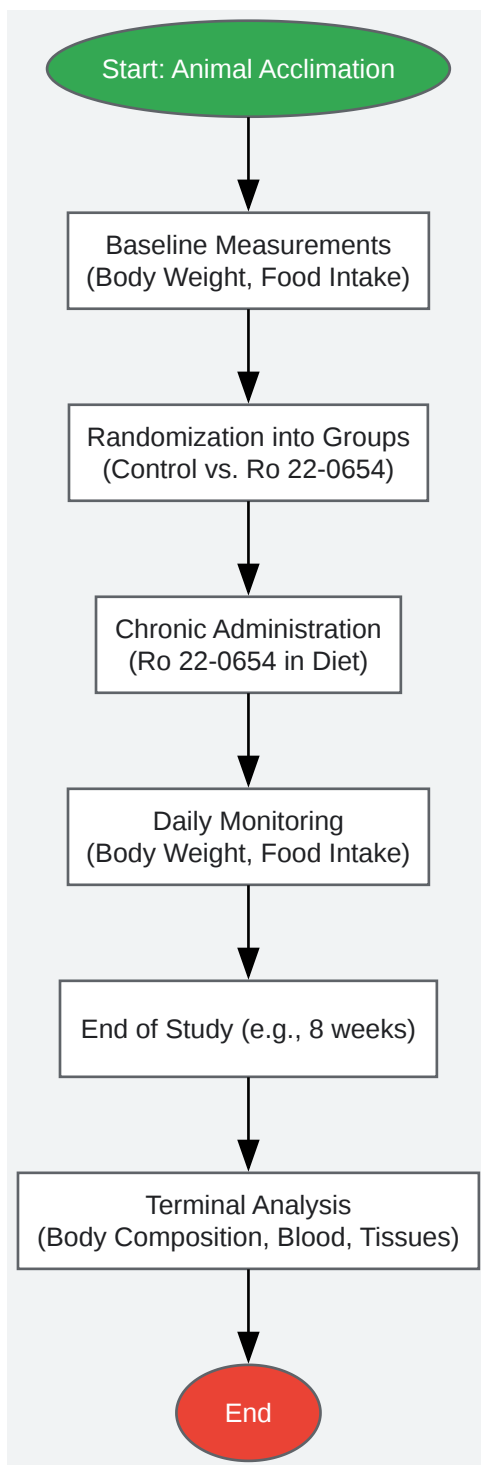 Start: Animal Acclimation
Baseline Measurements
(Body Weight, Food Intake)
Randomization into Groups
(Control vs. Ro 22-0654)
Chronic Administration
(Ro 22-0654 in Diet)
Daily Monitoring
(Body Weight, Food Intake)
End of Study (e.g., 8 weeks)
Terminal Analysis
(Body Composition, Blood, Tissues)
End